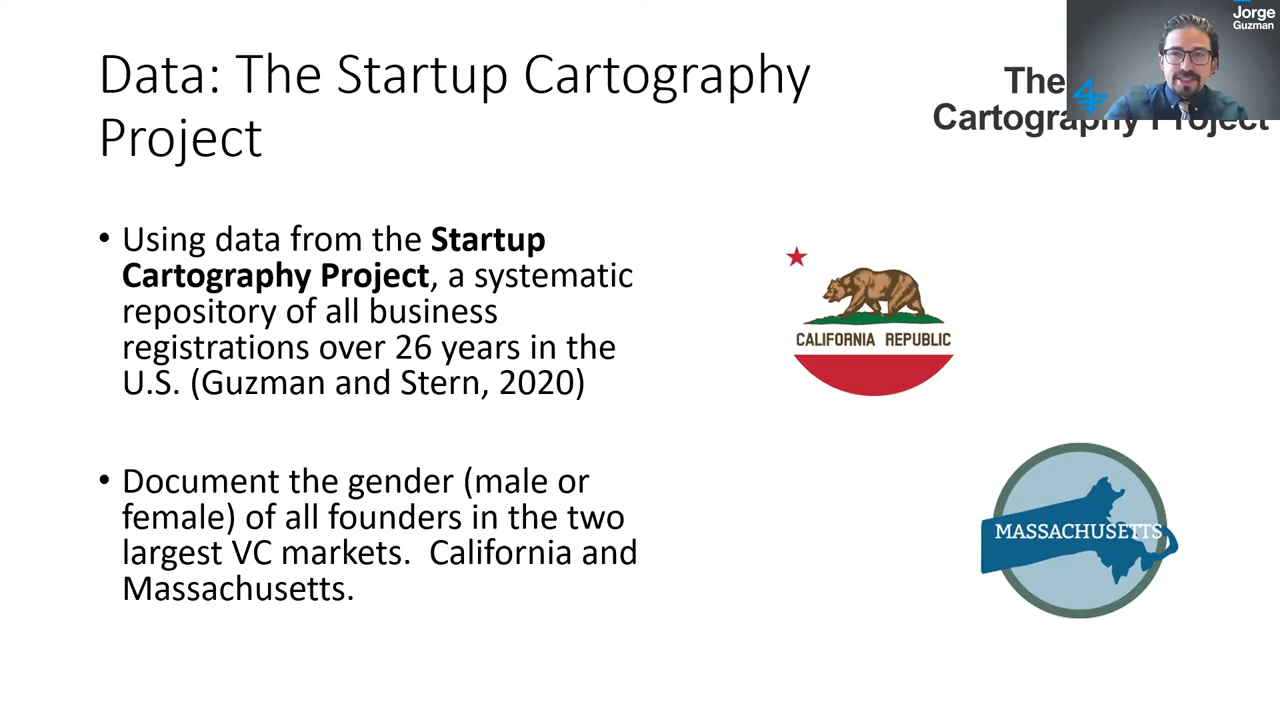 Jorge
Guzman
Data: The Startup Cartography
Project
The
Cartography Project
• Using data from the Startup
Cartography Project, a systematic
repository of all business
registrations over 26 years in the
U.S. (Guzman and Stern, 2020)
CALIFORNIA REPUBLIC
• Document the gender (male or
female) of all founders in the two
largest VC markets.  California and
Massachusetts.
MASSACHUSETTS